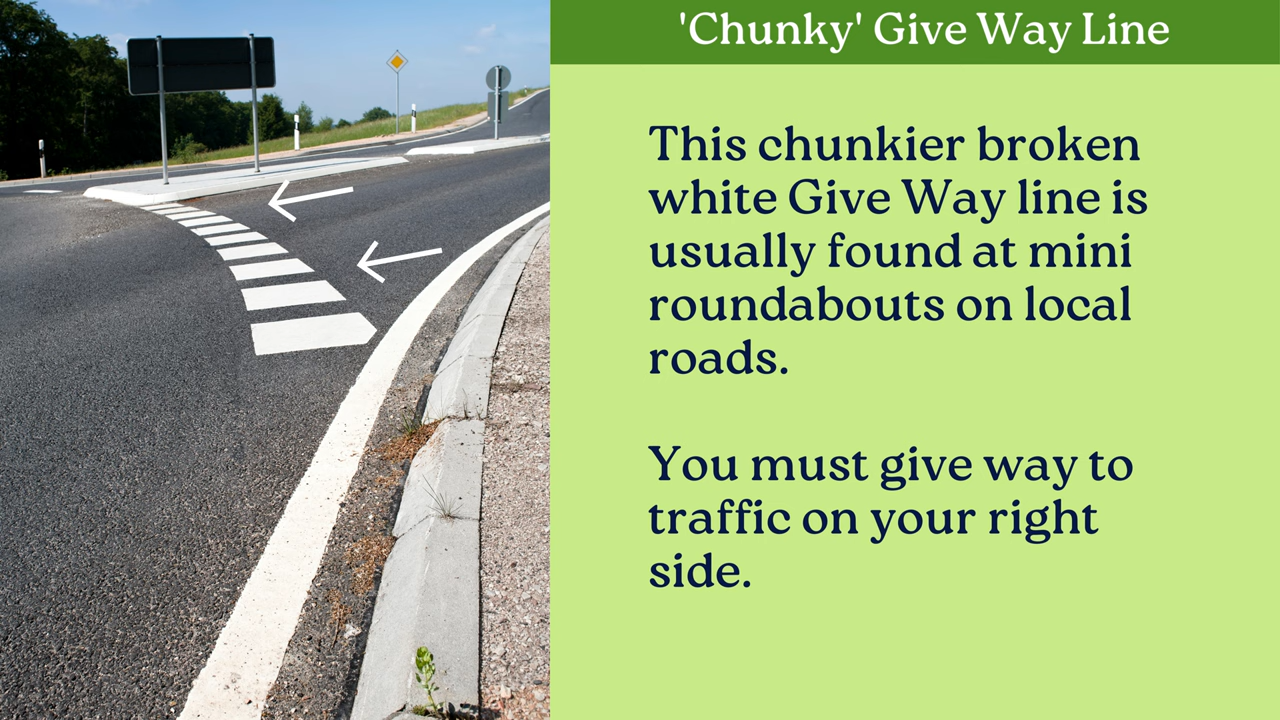 'Chunky' Give Way Line
This chunkier broken
white Give Way line is
usually found at mini
roundabouts on local
roads.
You must give way to
traffic on your right
side.